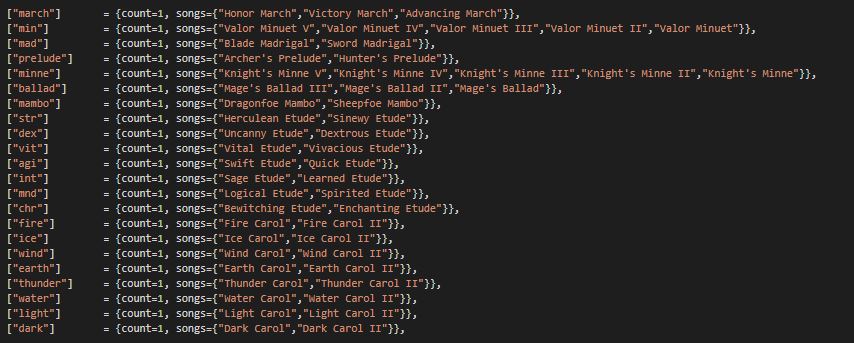 ["march"] = {count=1, songs={"Honor March","Victory March","Advancing March"}},
["min"] = {count=1, songs={"Valor Minuet V","Valor Minuet IV","Valor Minuet III","Valor Minuet II","Valor Minuet"}},
["mad"] = {count=1, songs={"Blade Madrigal","Sword Madrigal"}},
["prelude"] = {count=1, songs={"Archer's Prelude","Hunter's Prelude"}},
["minne"] = {count=1, songs={"Knight's Minne V","Knight's Minne IV","Knight's Minne III","Knight's Minne II","Knight's Minne"}},
["ballad"] = {count=1, songs={"Mage's Ballad III","Mage's Ballad II","Mage's Ballad"}},
["mambo"] = {count=1, songs={"Dragonfoe Mambo","Sheepfoe Mambo"}},
["str"] = {count=1, songs={"Herculean Etude","Sinewy Etude"}},
["dex"] = {count=1, songs={"Uncanny Etude","Dextrous Etude"}},
["vit"] = {count=1, songs={"Vital Etude","Vivacious Etude"}},
["agi"] = {count=1, songs={"Swift Etude","Quick Etude"}},
["int"] = {count=1, songs={"Sage Etude","Learned Etude"}},
["mnd"] = {count=1, songs={"Logical Etude","Spirited Etude"}},
["chr"] = {count=1, songs={"Bewitching Etude","Enchanting Etude"}},
["fire"] = {count=1, songs={"Fire Carol","Fire Carol II"}},
["ice"] = {count=1, songs={"Ice Carol","Ice Carol II"}},
["wind"] = {count=1, songs={"Wind Carol","Wind Carol II"}},
["earth"] = {count=1, songs={"Earth Carol","Earth Carol II"}},
["thunder"] = {count=1, songs={"Thunder Carol","Thunder Carol II"}},
["water"] = {count=1, songs={"Water Carol","Water Carol II"}},
["light"] = {count=1, songs={"Light Carol","Light Carol II"}},
["dark"] = {count=1, songs={"Dark Carol","Dark Carol II"}},